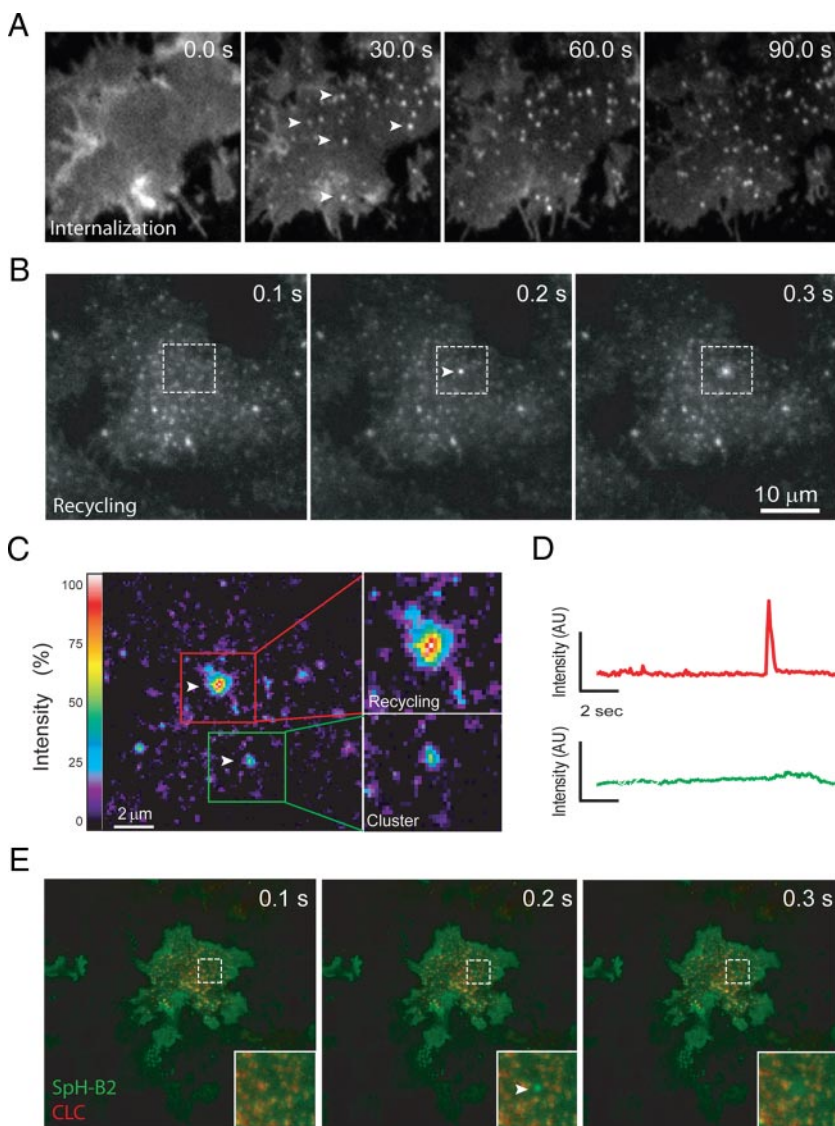 A
0.0 s
30.0 s
60.0 s
90.0 s
Internalization
B
0.1 s
0.2 s
0.3 s
Recycling
10 μm
C
D
100
75
50
25
0
Intensity (%)
2 μm
Recycling
Cluster
Intensity (AU)
2 sec
Intensity (AU)
E
0.1 s
0.2 s
0.3 s
SpH-B2
CLC